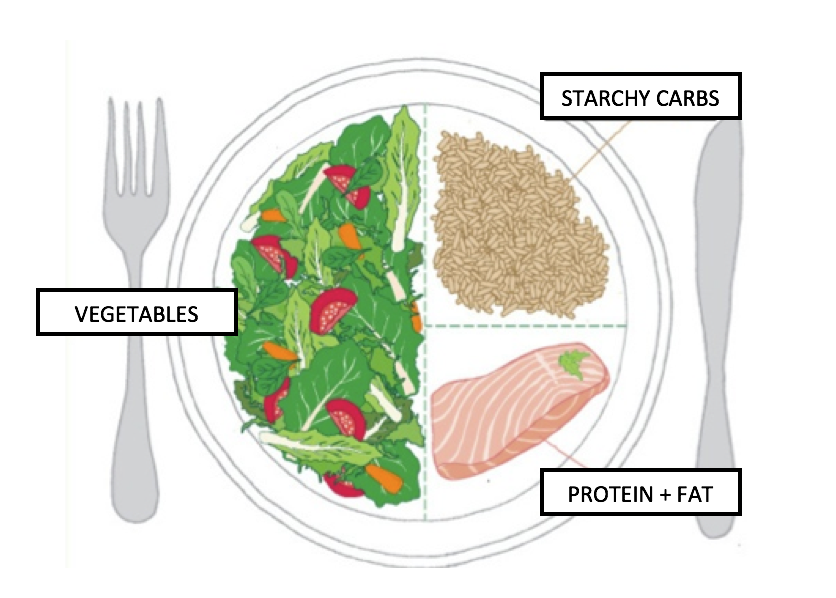 STARCHY CARBS
VEGETABLES
PROTEIN + FAT